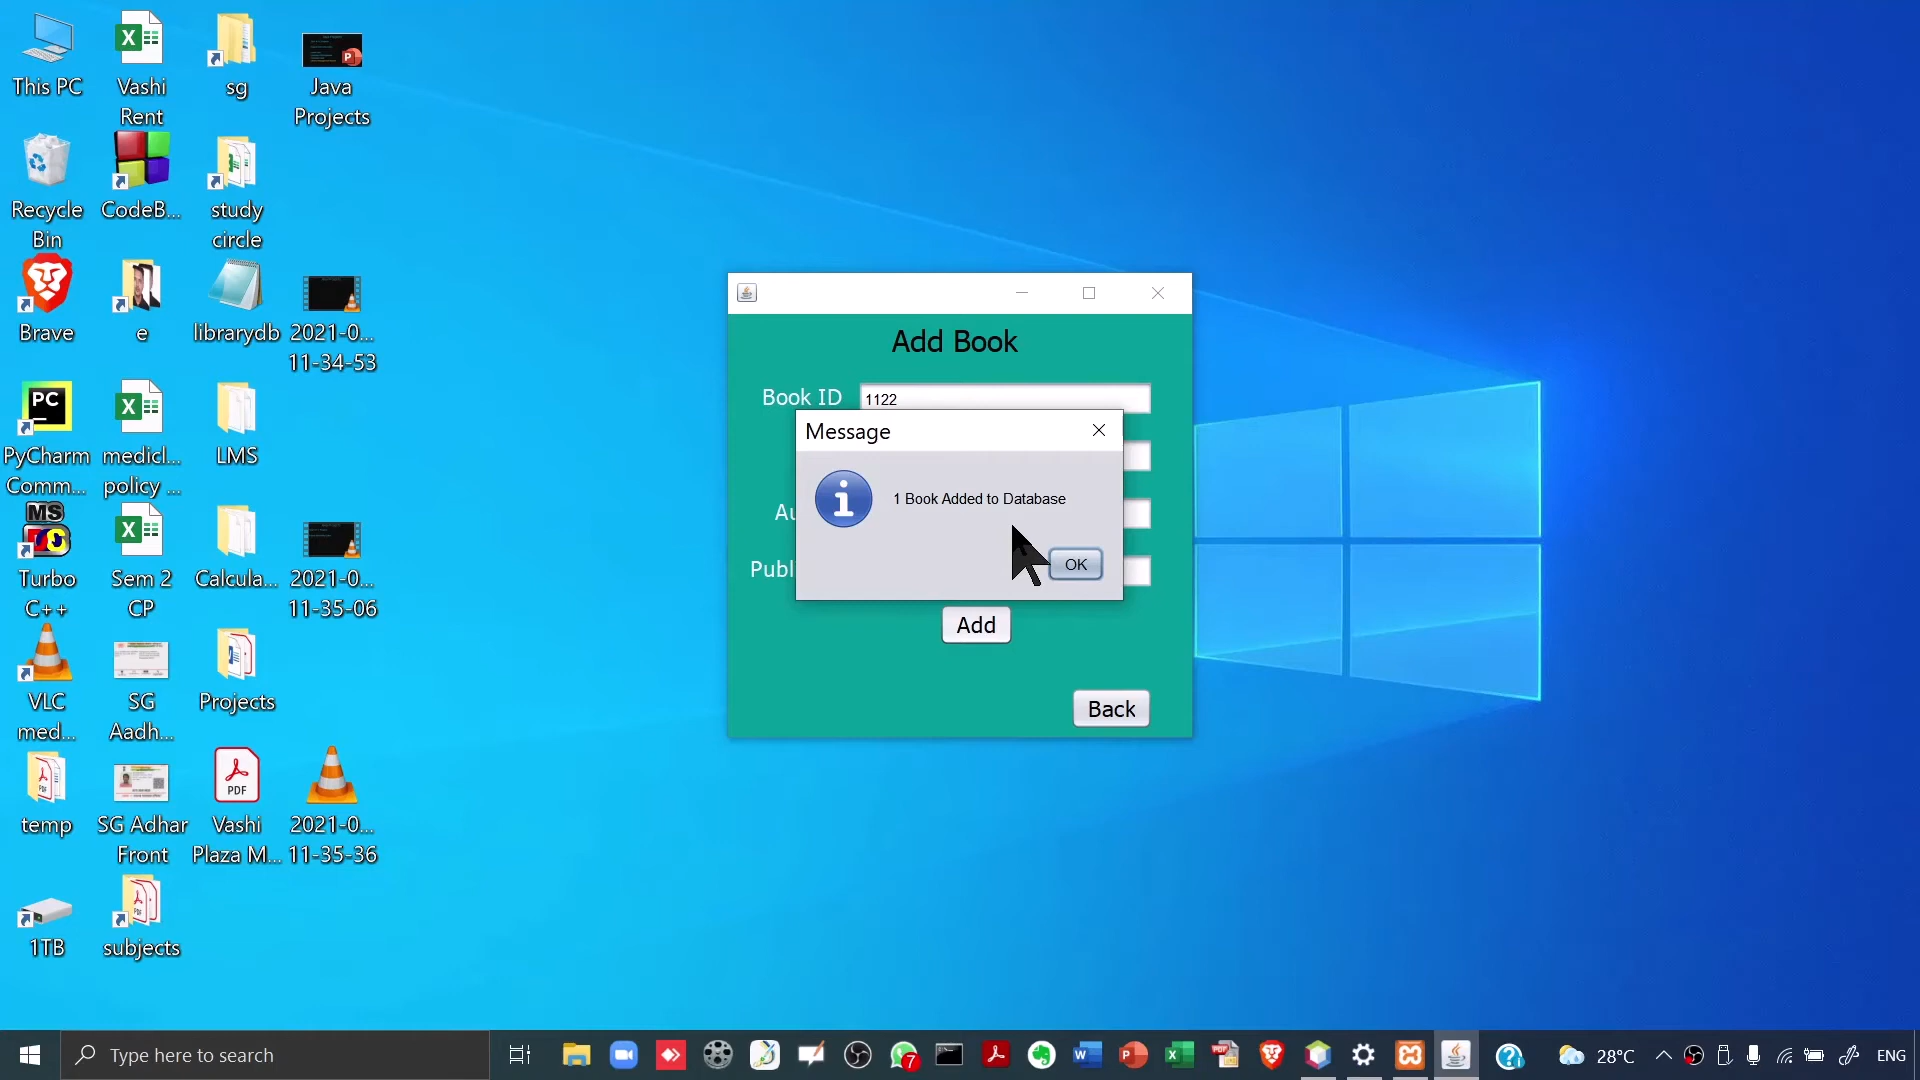 This PC
Vashi
Rent
sg
Java
Projects
Recycle
Bin
CodeB...
study
circle
Brave
e
librarydb
2021-0...
11-34-53
PyCharm
Comm...
medicl...
policy ...
LMS
Turbo
C++
Sem 2
CP
Calcula...
2021-0...
11-35-06
VLC
med...
SG
Aadh...
Projects
temp
SG Adhar
Front
PDF
Vashi
Plaza M...
2021-0...
11-35-36
1TB
subjects
Add Book
Book ID
1122
Message
1 Book Added to Database
OK
Au
Publi
Add
Back
Type here to search
7
28°C
ENG